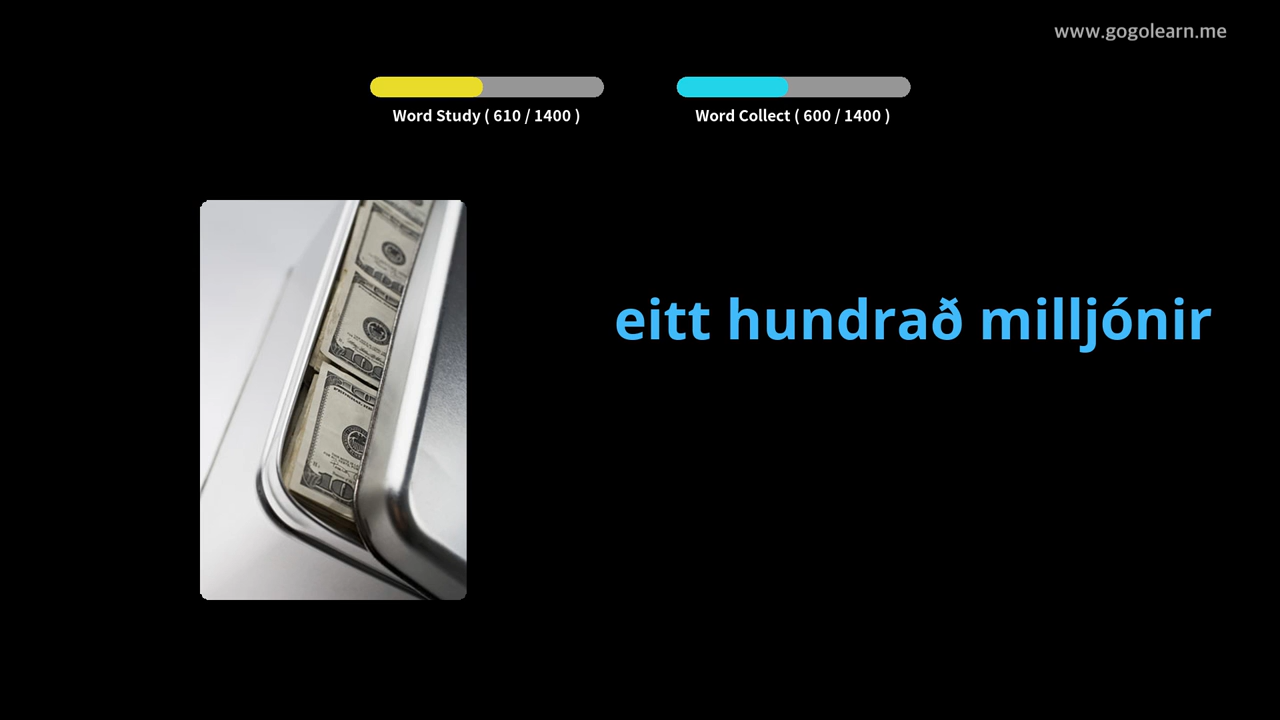 www.gogolearn.me
Word Study ( 610 / 1400 )
Word Collect ( 600 / 1400 )
eitt hundrað milljónir